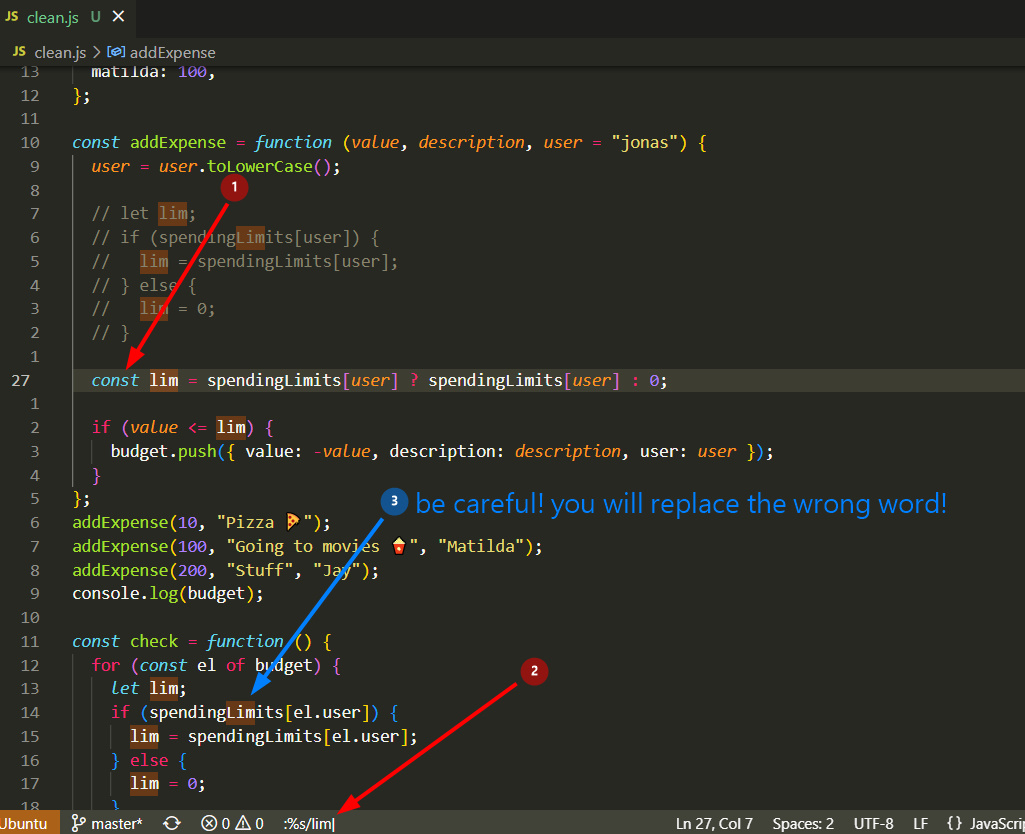 JS clean.js U ✕
JS clean.js > addExpense
13 matilda: 100,
12 };
11
10 const addExpense = function (value, description, user = "jonas") {
9 user = user.toLowerCase();
8
1
7 // let lim;
6 // if (spendingLimits[user]) {
5 // lim = spendingLimits[user];
4 // } else {
3 // lim = 0;
2 // }
1
27 const lim = spendingLimits[user] ? spendingLimits[user] : 0;
1
2 if (value <= lim) {
3 budget.push({ value: -value, description: description, user: user });
4 }
5 };
3 be careful! you will replace the wrong word!
6 addExpense(10, "Pizza 🍕");
7 addExpense(100, "Going to movies 🍿", "Matilda");
8 addExpense(200, "Stuff", "Jay");
9 console.log(budget);
10
11 const check = function () {
12 for (const el of budget) {
2
13 let lim;
14 if (spendingLimits[el.user]) {
15 lim = spendingLimits[el.user];
16 } else {
17 lim = 0;
18 }
Ubuntu master* 0 0 :%s/lim| Ln 27, Col 7 Spaces: 2 UTF-8 LF {} JavaScrip